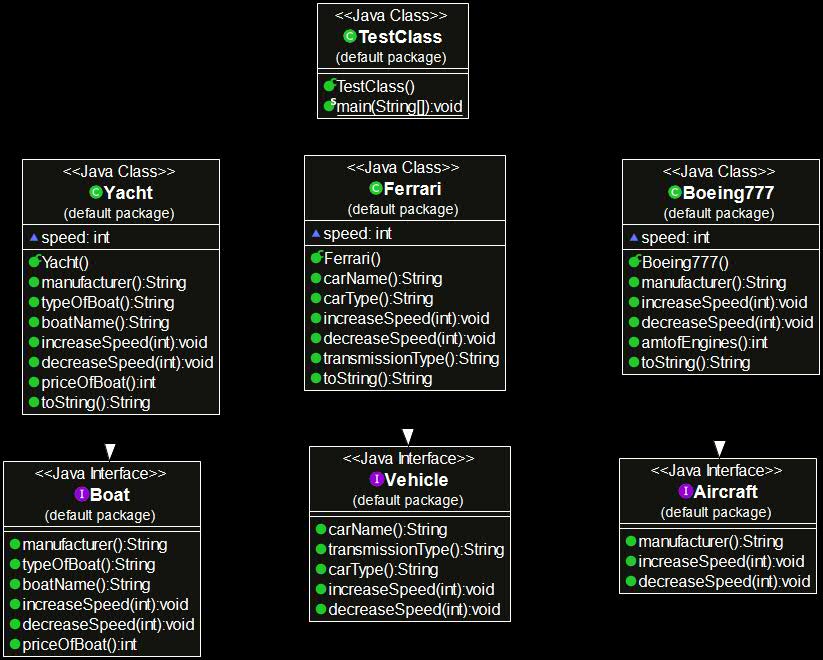 <<Java Class>>
C TestClass
(default package)
C TestClass()
S main(String[]):void
<<Java Class>>
C Yacht
(default package)
speed: int
C Yacht()
manufacturer():String
typeOfBoat():String
boatName():String
increaseSpeed(int):void
decreaseSpeed(int):void
priceOfBoat():int
toString():String
<<Java Class>>
C Ferrari
(default package)
speed: int
C Ferrari()
carName():String
carType():String
increaseSpeed(int):void
decreaseSpeed(int):void
transmissionType():String
toString():String
<<Java Class>>
C Boeing777
(default package)
speed: int
C Boeing777()
manufacturer():String
increaseSpeed(int):void
decreaseSpeed(int):void
amtofEngines():int
toString():String
<<Java Interface>>
I Boat
(default package)
manufacturer():String
typeOfBoat():String
boatName():String
increaseSpeed(int):void
decreaseSpeed(int):void
priceOfBoat():int
<<Java Interface>>
I Vehicle
(default package)
carName():String
transmissionType():String
carType():String
increaseSpeed(int):void
decreaseSpeed(int):void
<<Java Interface>>
I Aircraft
(default package)
manufacturer():String
increaseSpeed(int):void
decreaseSpeed(int):void